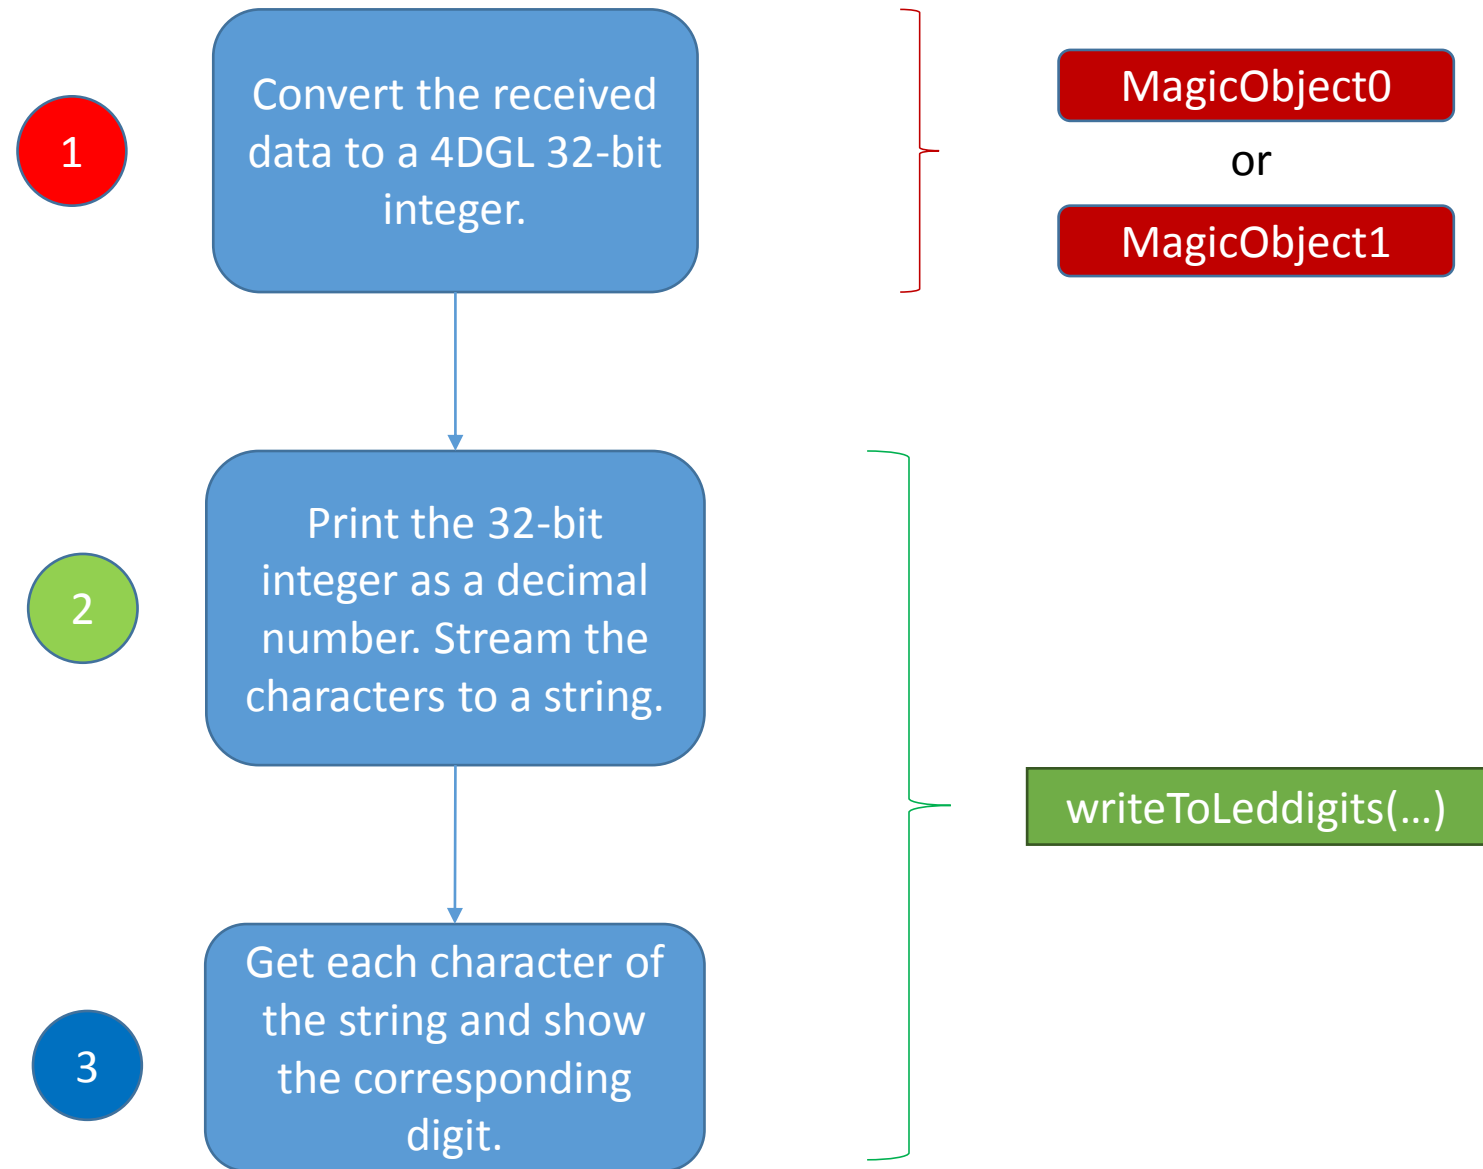 1
Convert the received
data to a 4DGL 32-bit
integer.
MagicObject0
or
MagicObject1
2
Print the 32-bit
integer as a decimal
number. Stream the
characters to a string.
writeToLeddigits(...)
3
Get each character of
the string and show
the corresponding
digit.